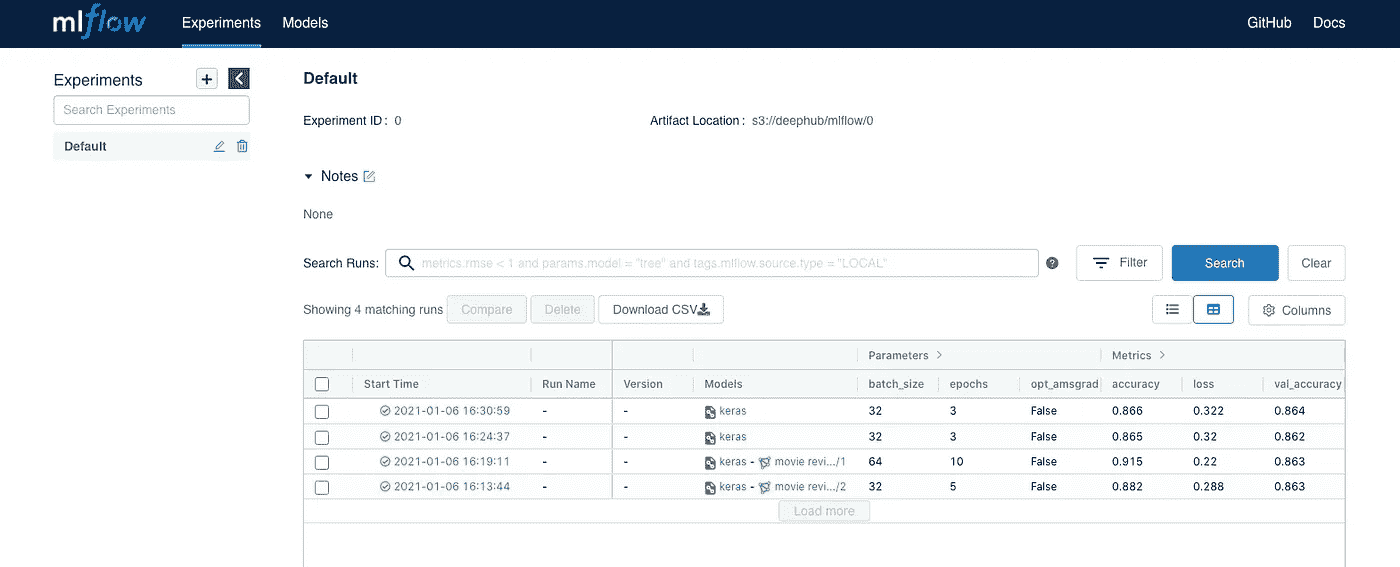 mlflow Experiments Models GitHub Docs
Experiments
Search Experiments
Default
Default
Experiment ID: 0 Artifact Location: s3://deephub/mlflow/0
Notes
None
Search Runs: metrics.rmse < 1 and params.model = "tree" and tags.mlflow.source.type = "LOCAL" ? Filter Search Clear
Showing 4 matching runs Compare Delete Download CSV Columns
Parameters > Metrics >
Start Time Run Name Version Models batch_size epochs opt_amsgrad accuracy loss val_accuracy
2021-01-06 16:30:59 - - keras 32 3 False 0.866 0.322 0.864
2021-01-06 16:24:37 - - keras 32 3 False 0.865 0.32 0.862
2021-01-06 16:19:11 - - keras - movie revi.../1 64 10 False 0.915 0.22 0.863
2021-01-06 16:13:44 - - keras - movie revi.../2 32 5 False 0.882 0.288 0.863
Load more